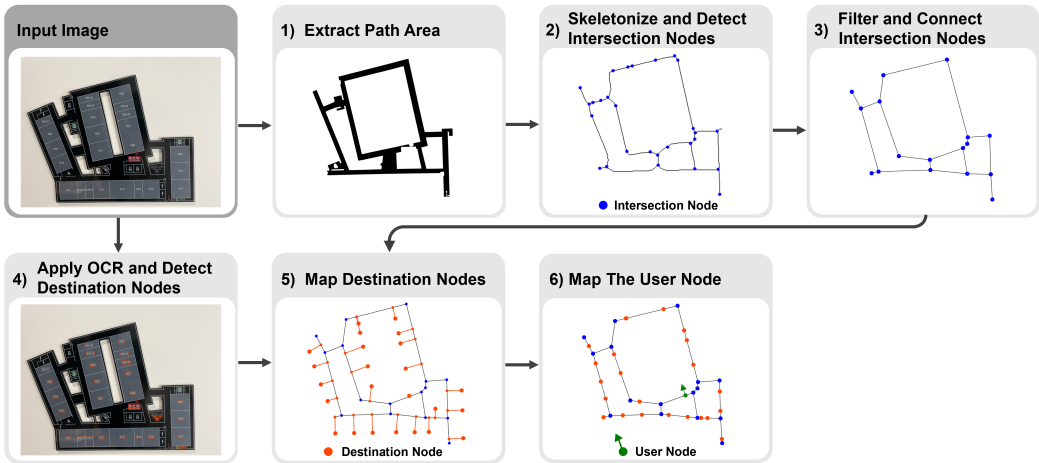 Input Image
1) Extract Path Area
2) Skeletonize and Detect
Intersection Nodes
Intersection Node
3) Filter and Connect
Intersection Nodes
4) Apply OCR and Detect
Destination Nodes
5) Map Destination Nodes
Destination Node
6) Map The User Node
User Node